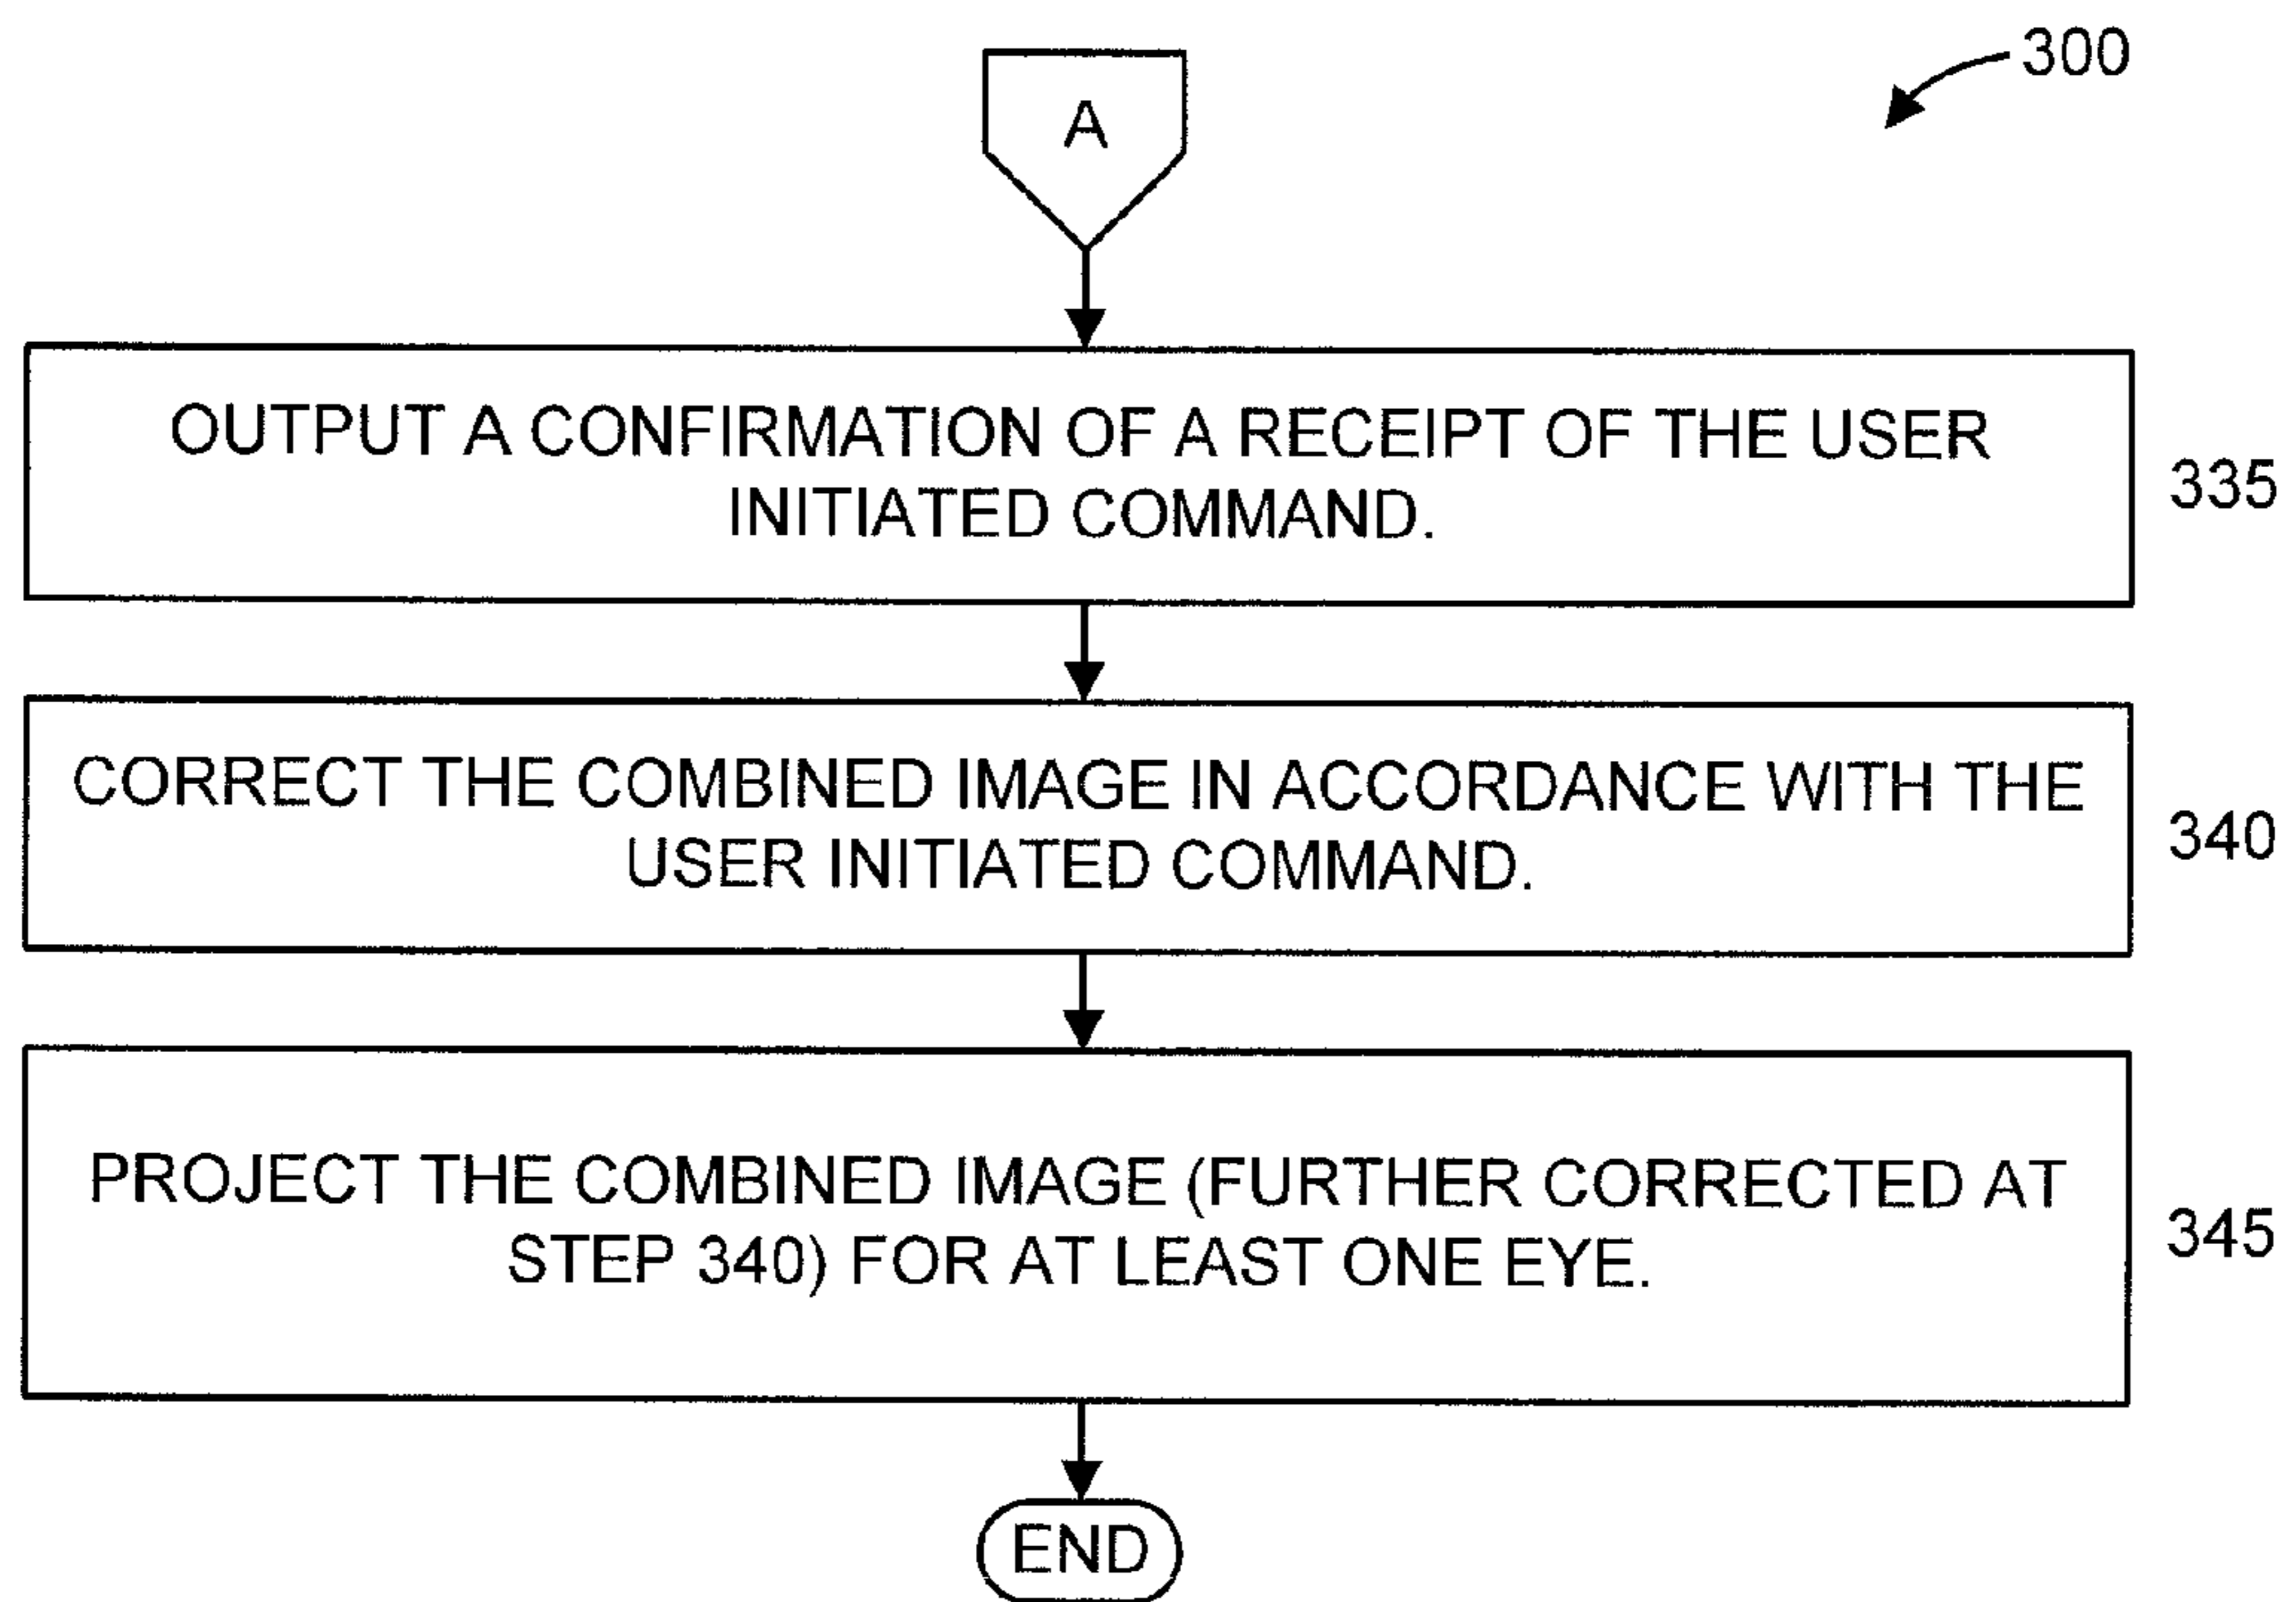 300
A
OUTPUT A CONFIRMATION OF A RECEIPT OF THE USER
INITIATED COMMAND.
335
CORRECT THE COMBINED IMAGE IN ACCORDANCE WITH THE
USER INITIATED COMMAND.
340
PROJECT THE COMBINED IMAGE (FURTHER CORRECTED AT
STEP 340) FOR AT LEAST ONE EYE.
345
END